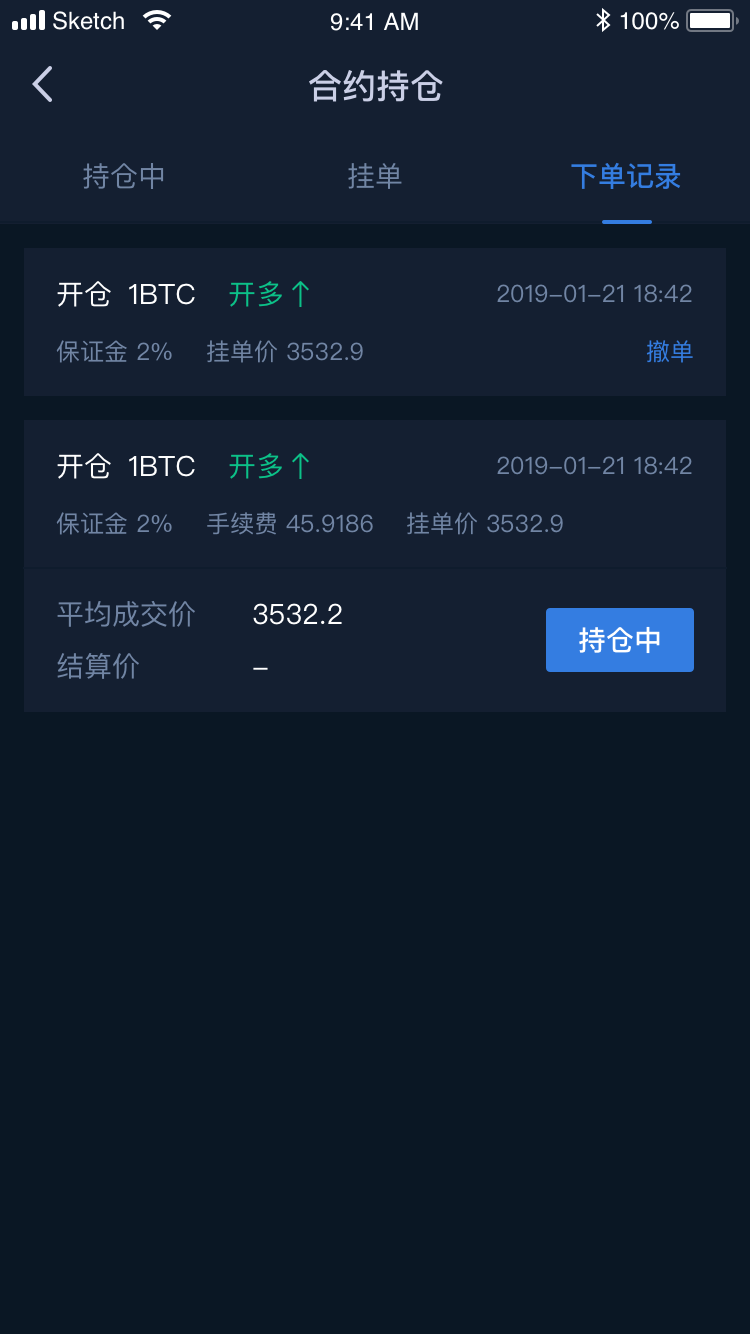 Sketch 9:41 AM 100%
合约持仓
持仓中 挂单 下单记录
开仓 1BTC 开多↑ 2019-01-21 18:42
保证金 2% 挂单价 3532.9 撤单
开仓 1BTC 开多↑ 2019-01-21 18:42
保证金 2% 手续费 45.9186 挂单价 3532.9
平均成交价 3532.2
持仓中
结算价 –